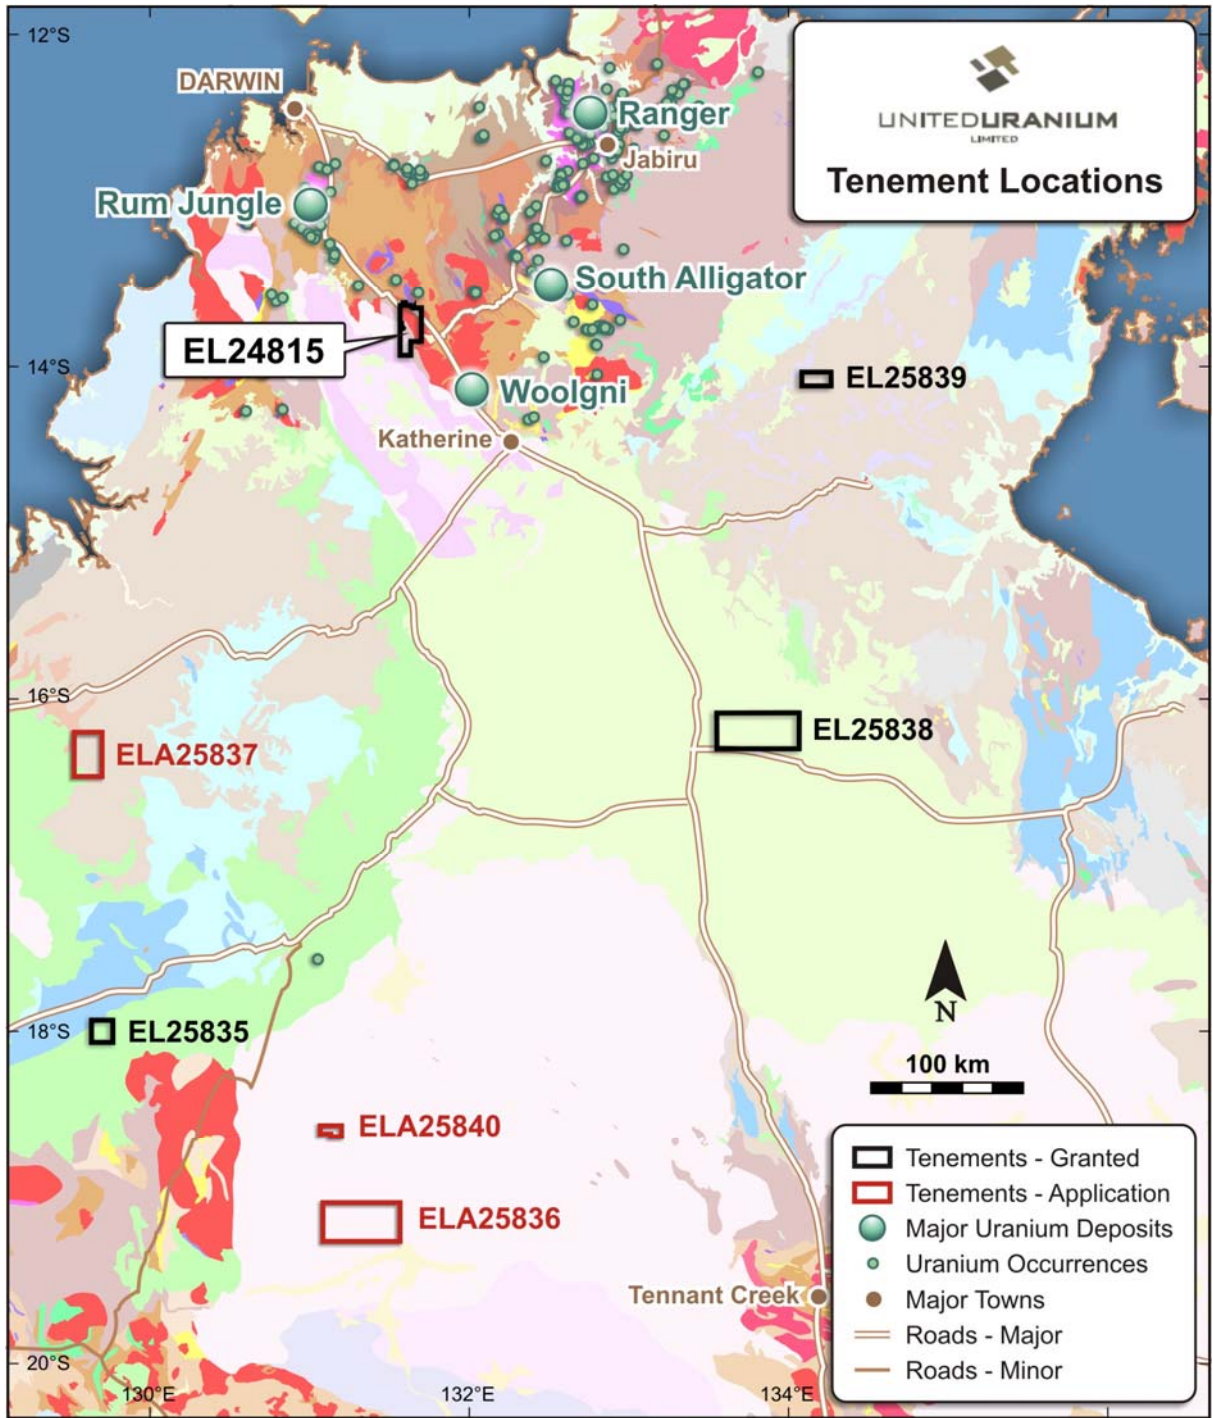 12°S
UNITEDURANIUM
LIMITED
Tenement Locations
DARWIN
Ranger
Jabiru
Rum Jungle
South Alligator
EL24815
14°S
EL25839
Woolgni
Katherine
16°S
EL25838
ELA25837
N
18°S
EL25835
100 km
ELA25840
Tenements - Granted
Tenements - Application
ELA25836
Major Uranium Deposits
Uranium Occurrences
Tennant Creek
Major Towns
Roads - Major
20°S
Roads - Minor
130°E
132°E
134°E